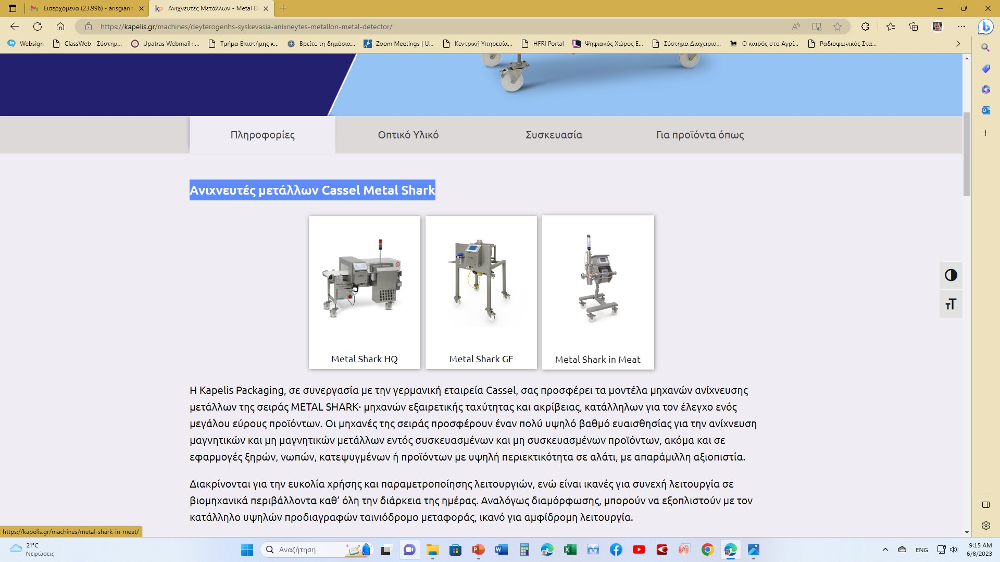 Εισερχόμενα (23.996) - arisgiann
Ανιχνευτές Μετάλλων - Metal D
https://kapelis.gr/machines/deyterogenhs-syskevasia-anixneytes-metallon-metal-detector/
Websign
ClassWeb - Σύστημ...
Upatras Webmail ::...
Τμήμα Επιστήμης κ...
Βρείτε τη δημόσια...
Zoom Meetings | U...
Κεντρική Υπηρεσία...
HFRI Portal
Ψηφιακός Χώρος Ε...
Σύστημα Διαχειρισ...
Ο καιρός στο Αγρί...
Ραδιοφωνικός Στα...
Πληροφορίες
Οπτικό Υλικό
Συσκευασία
Για προϊόντα όπως
Ανιχνευτές μετάλλων Cassel Metal Shark
Metal Shark HQ
Metal Shark GF
Metal Shark in Meat
Η Kapelis Packaging, σε συνεργασία με την γερμανική εταιρεία Cassel, σας προσφέρει τα μοντέλα μηχανών ανίχνευσης
μετάλλων της σειράς METAL SHARK· μηχανών εξαιρετικής ταχύτητας και ακρίβειας, κατάλληλων για τον έλεγχο ενός
μεγάλου εύρους προϊόντων. Οι μηχανές της σειράς προσφέρουν έναν πολύ υψηλό βαθμό ευαισθησίας για την ανίχνευση
μαγνητικών και μη μαγνητικών μετάλλων εντός συσκευασμένων και μη συσκευασμένων προϊόντων, ακόμα και σε
εφαρμογές ξηρών, νωπών, κατεψυγμένων ή προϊόντων με υψηλή περιεκτικότητα σε αλάτι, με απαράμιλλη αξιοπιστία.
Διακρίνονται για την ευκολία χρήσης και παραμετροποίησης λειτουργιών, ενώ είναι ικανές για συνεχή λειτουργία σε
βιομηχανικά περιβάλλοντα καθ’ όλη την διάρκεια της ημέρας. Αναλόγως διαμόρφωσης, μπορούν να εξοπλιστούν με τον
κατάλληλο υψηλών προδιαγραφών ταινιόδρομο μεταφοράς, ικανό για αμφίδρομη λειτουργία.
https://kapelis.gr/machines/metal-shark-in-meat/
21°C
Νεφώσεις
Αναζήτηση
ENG
9:15 AM
6/8/2023